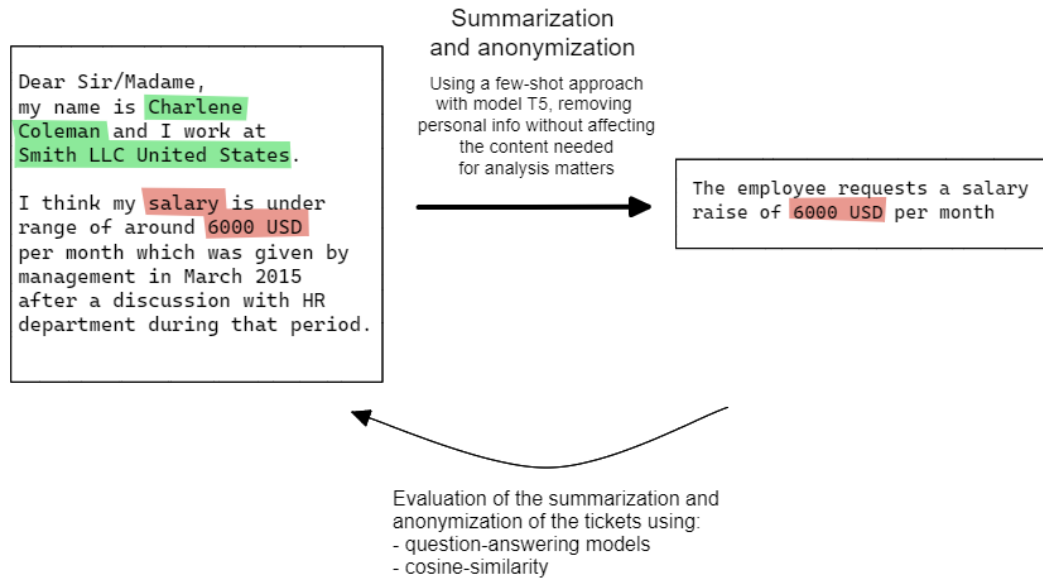 Summarization
and anonymization
Using a few-shot approach
with model T5, removing
personal info without affecting
the content needed
for analysis matters
Dear Sir/Madame,
my name is Charlene
Coleman and I work at
Smith LLC United States.
I think my salary is under
range of around 6000 USD
per month which was given by
management in March 2015
after a discussion with HR
department during that period.
The employee requests a salary
raise of 6000 USD per month
Evaluation of the summarization and
anonymization of the tickets using:
- question-answering models
- cosine-similarity